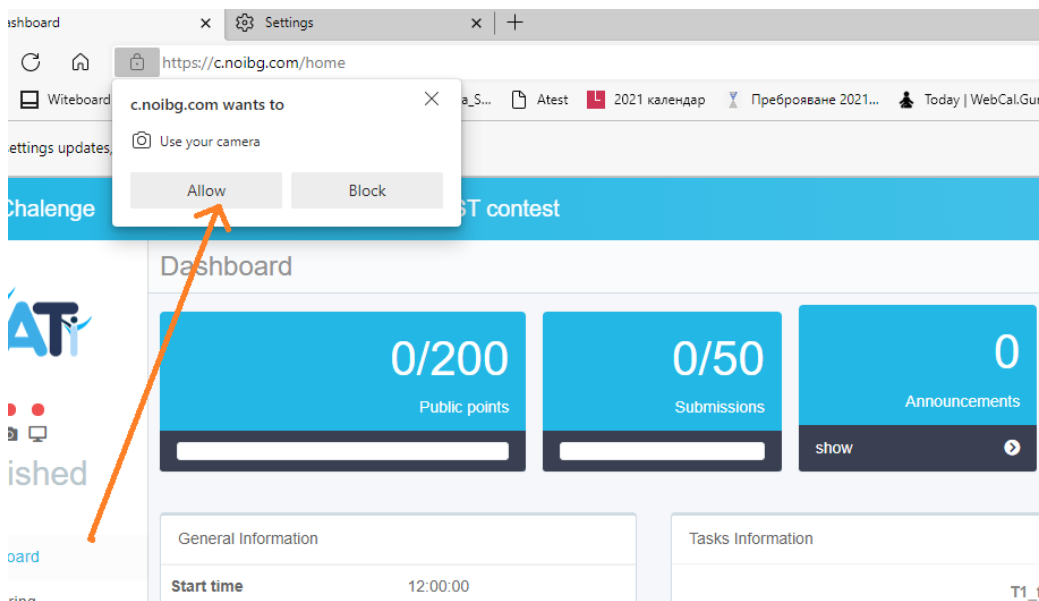 ashboard
Settings
https://c.noibg.com/home
Witeboard
a_S...
Atest
L 2021 календар
Преброяване 2021...
Today | WebCal.Gur
c.noibg.com wants to
Use your camera
Allow
Block
ettings updates,
Chalenge
ST contest
Dashboard
ATi
0/200
Public points
0/50
Submissions
0
Announcements
show
ished
General Information
Tasks Information
oard
Start time
12:00:00
T1_
ring